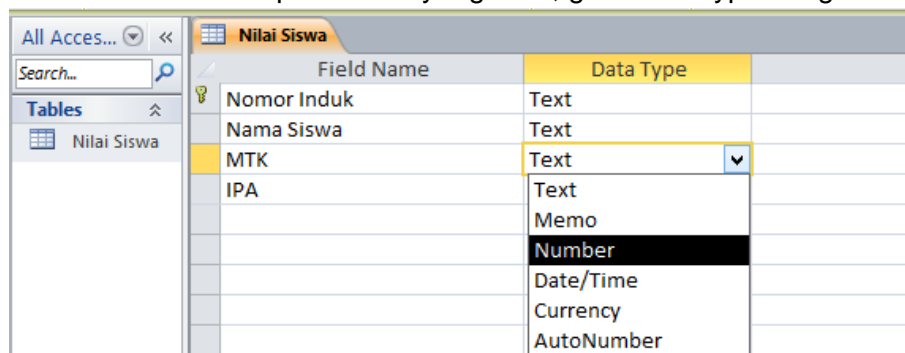 All Acces...
Search...
Tables
Nilai Siswa
Nilai Siswa
Field Name Data Type
Nomor Induk Text
Nama Siswa Text
MTK Text
IPA
Text
Memo
Number
Date/Time
Currency
AutoNumber